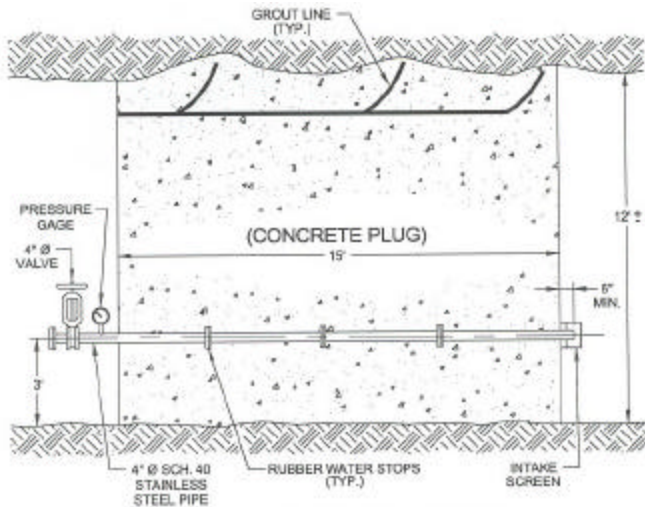 GROUT LINE
(TYP.)
PRESSURE
GAGE
4" Ø
VALVE
(CONCRETE PLUG)
15'
12' ±
6"
MIN.
3'
4" Ø SCH. 40
STAINLESS
STEEL PIPE
RUBBER WATER STOPS
(TYP.)
INTAKE
SCREEN